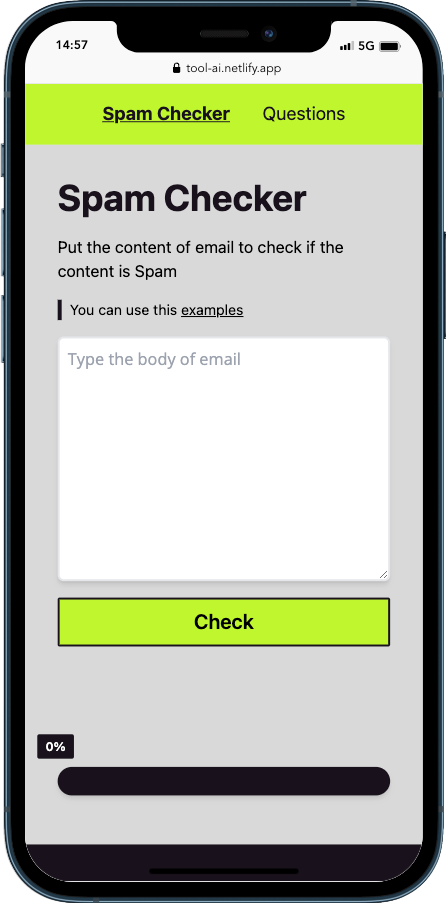 14:57
5G
tool-ai.netlify.app
Spam Checker Questions
Spam Checker
Put the content of email to check if the
content is Spam
You can use this examples
Type the body of email
Check
0%